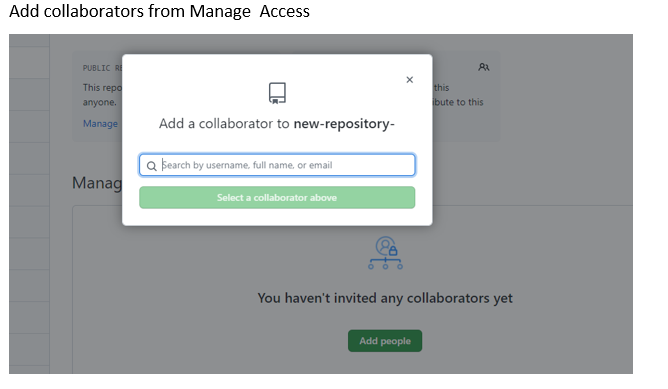 Add collaborators from Manage Access
PUBLIC RE
This repo
this
anyone.
ibute to this
Manage
Add a collaborator to new-repository-
Search by username, full name, or email
Select a collaborator above
Manag
You haven't invited any collaborators yet
Add people